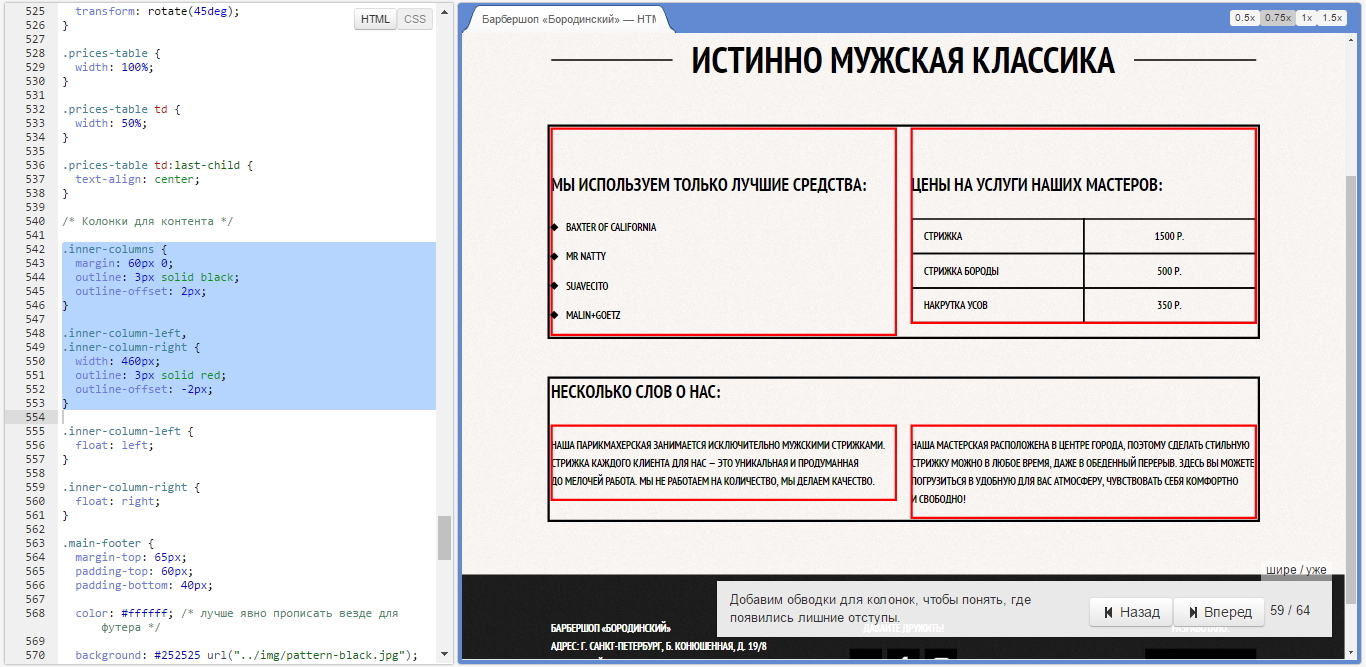 525 transform: rotate(45deg);
526 }
527
528 .prices-table {
529 width: 100%;
530 }
531
532 .prices-table td {
533 width: 50%;
534 }
535
536 .prices-table td:last-child {
537 text-align: center;
538 }
539
540 /* Колонки для контента */
541
542 .inner-columns {
543 margin: 60px 0;
544 outline: 3px solid black;
545 outline-offset: 2px;
546 }
547
548 .inner-column-left,
549 .inner-column-right {
550 width: 460px;
551 outline: 3px solid red;
552 outline-offset: -2px;
553 }
554
555 .inner-column-left {
556 float: left;
557 }
558
559 .inner-column-right {
560 float: right;
561 }
562
563 .main-footer {
564 margin-top: 65px;
565 padding-top: 60px;
566 padding-bottom: 40px;
567
568 color: #ffffff; /* лучше явно прописать везде для
футера */
569
570 background: #252525 url("../img/pattern-black.jpg");
HTML CSS
Барбершоп «Бородинский» — HTM
0.5x 0.75x 1x 1.5x
ИСТИННО МУЖСКАЯ КЛАССИКА
МЫ ИСПОЛЬЗУЕМ ТОЛЬКО ЛУЧШИЕ СРЕДСТВА:
BAXTER OF CALIFORNIA
MR NATTY
SUAVECITO
MALIN+GOETZ
ЦЕНЫ НА УСЛУГИ НАШИХ МАСТЕРОВ:
СТРИЖКА 1500 Р.
СТРИЖКА БОРОДЫ 500 Р.
НАКРУТКА УСОВ 350 Р.
НЕСКОЛЬКО СЛОВ О НАС:
НАША ПАРИКМАХЕРСКАЯ ЗАНИМАЕТСЯ ИСКЛЮЧИТЕЛЬНО МУЖСКИМИ СТРИЖКАМИ.
СТРИЖКА КАЖДОГО КЛИЕНТА ДЛЯ НАС – ЭТО УНИКАЛЬНАЯ И ПРОДУМАННАЯ
ДО МЕЛОЧЕЙ РАБОТА. МЫ НЕ РАБОТАЕМ НА КОЛИЧЕСТВО, МЫ ДЕЛАЕМ КАЧЕСТВО.
НАША МАСТЕРСКАЯ РАСПОЛОЖЕНА В ЦЕНТРЕ ГОРОДА, ПОЭТОМУ СДЕЛАТЬ СТИЛЬНУЮ
СТРИЖКУ МОЖНО В ЛЮБОЕ ВРЕМЯ, ДАЖЕ В ОБЕДЕННЫЙ ПЕРЕРЫВ. ЗДЕСЬ ВЫ МОЖЕТЕ
ПОГРУЗИТЬСЯ В УДОБНУЮ ДЛЯ ВАС АТМОСФЕРУ, ЧУВСТВОВАТЬ СЕБЯ КОМФОРТНО
И СВОБОДНО!
шире / уже
Добавим обводки для колонок, чтобы понять, где
появились лишние отступы.
Назад Вперед 59 / 64
БАРБЕРШОП «БОРОДИНСКИЙ»
АДРЕС: Г. САНКТ-ПЕТЕРБУРГ, Б. КОНЮШЕННАЯ, Д. 19/8
ДАВАЙТЕ ДРУЖИТЬ!
РАЗРАБОТАНО: